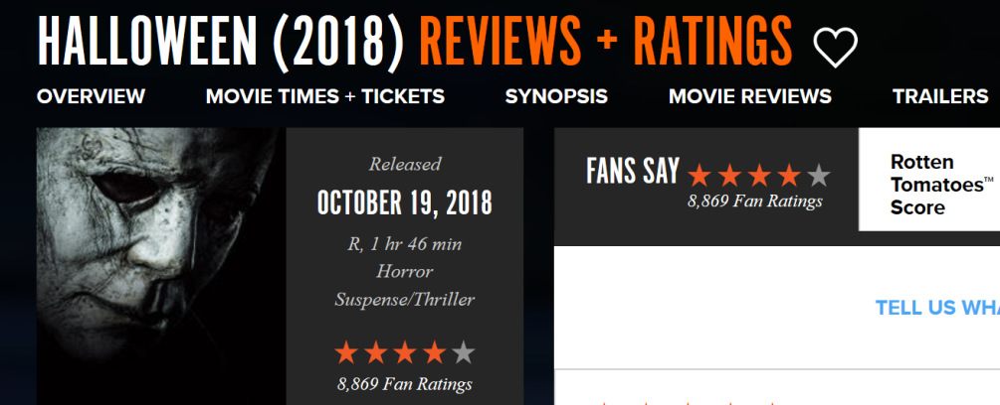 HALLOWEEN (2018) REVIEWS + RATINGS
OVERVIEW MOVIE TIMES + TICKETS SYNOPSIS MOVIE REVIEWS TRAILERS
Released
OCTOBER 19, 2018
R, 1 hr 46 min
Horror
Suspense/Thriller
8,869 Fan Ratings
FANS SAY
8,869 Fan Ratings
Rotten
Tomatoes™
Score
TELL US WHA